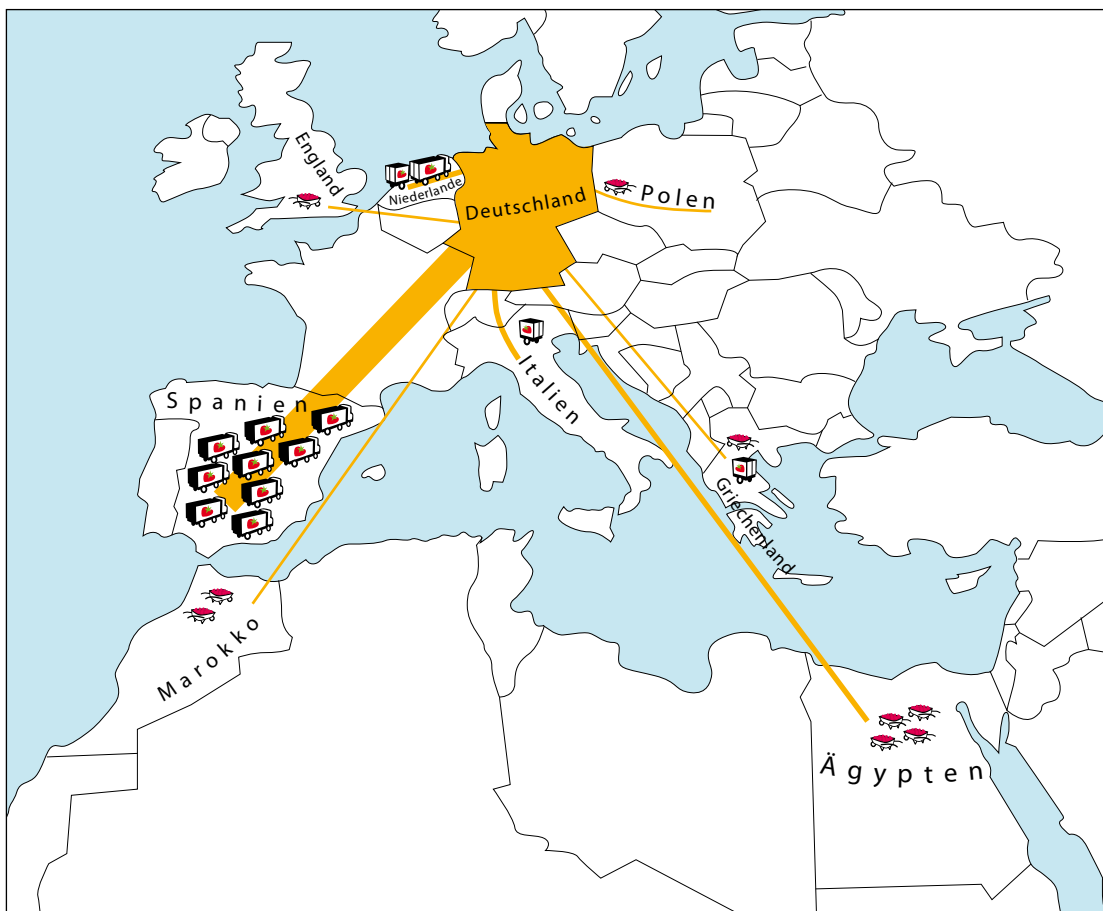 England
Niederlande
Deutschland
Polen
Italien
Spanien
Griechenland
Marokko
Ägypten